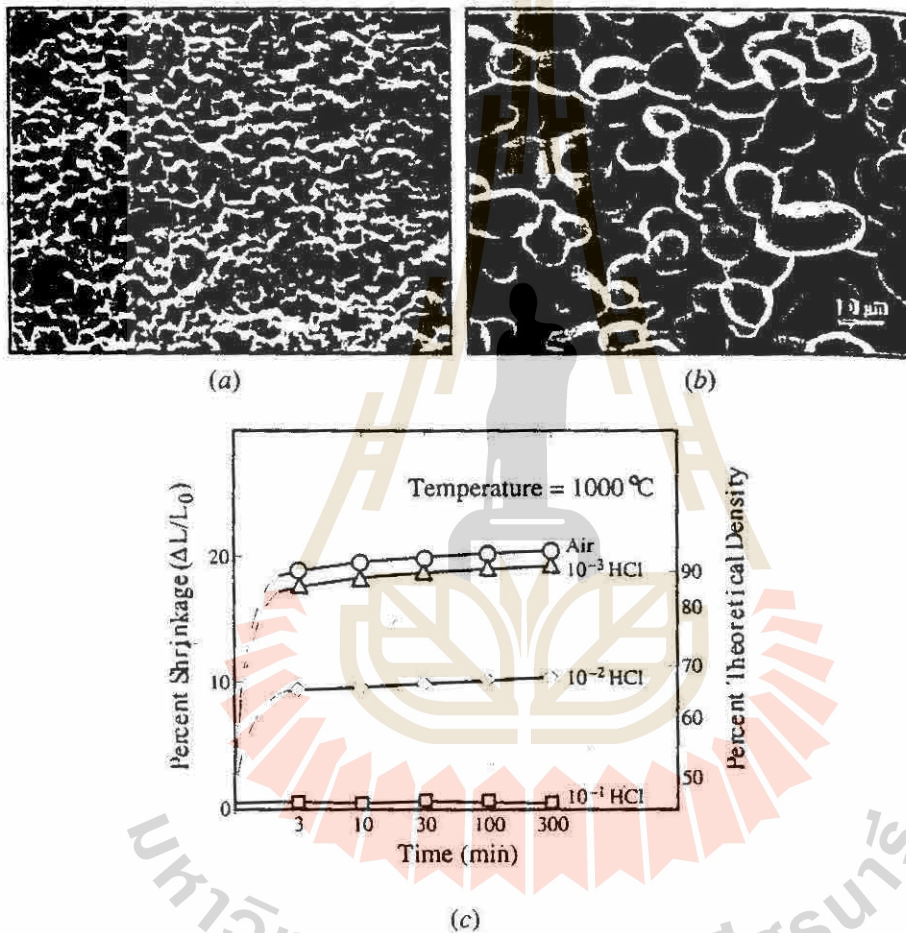 10 μm
(a) (b)
Temperature = 1000 °C
Percent Shrinkage (ΔL/L₀)
20
10
0
Air
10⁻³ HCl
10⁻² HCl
10⁻¹ HCl
90
80
70
60
50
Percent Theoretical Density
3 10 30 100 300
Time (min)
(c)